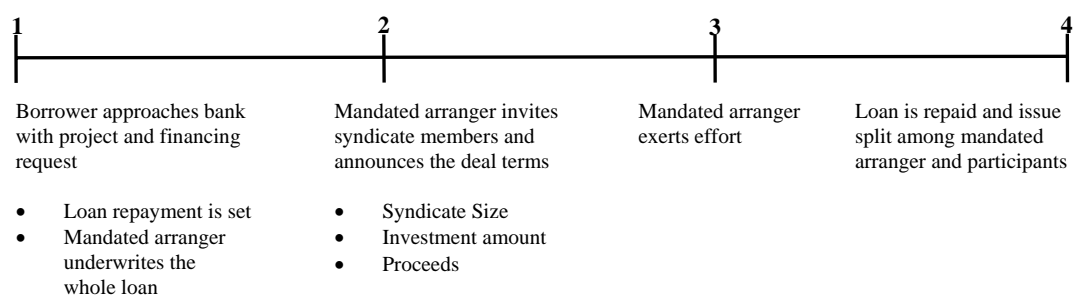 1
2
3
4
Borrower approaches bank
with project and financing
request
• Loan repayment is set
• Mandated arranger
underwrites the
whole loan
Mandated arranger invites
syndicate members and
announces the deal terms
• Syndicate Size
• Investment amount
• Proceeds
Mandated arranger
exerts effort
Loan is repaid and issue
split among mandated
arranger and participants